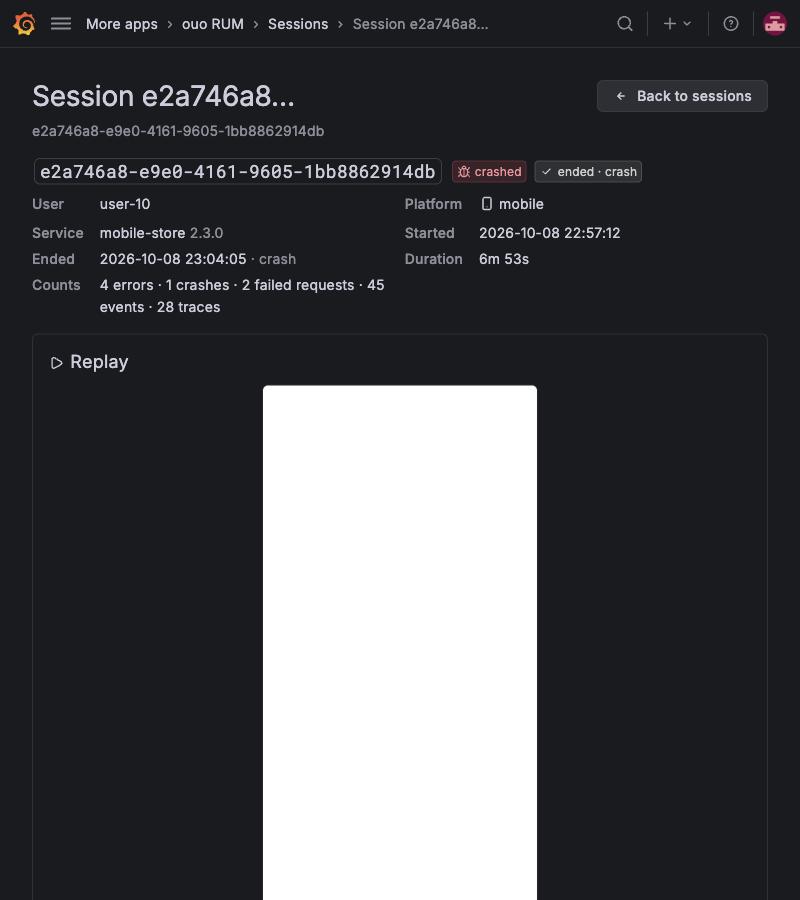 More apps › ouo RUM › Sessions › Session e2a746a8...
Session e2a746a8...
← Back to sessions
e2a746a8-e9e0-4161-9605-1bb8862914db
e2a746a8-e9e0-4161-9605-1bb8862914db crashed ✓ ended · crash
User user-10 Platform mobile
Service mobile-store 2.3.0 Started 2026-10-08 22:57:12
Ended 2026-10-08 23:04:05 · crash Duration 6m 53s
Counts 4 errors · 1 crashes · 2 failed requests · 45
events · 28 traces
Replay